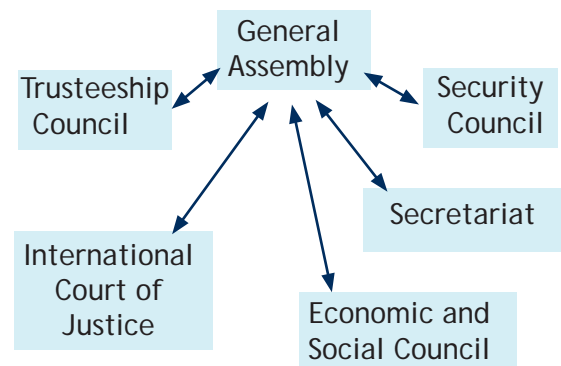 General
Assembly
Trusteeship
Council
Security
Council
Secretariat
International
Court of
Justice
Economic and
Social Council